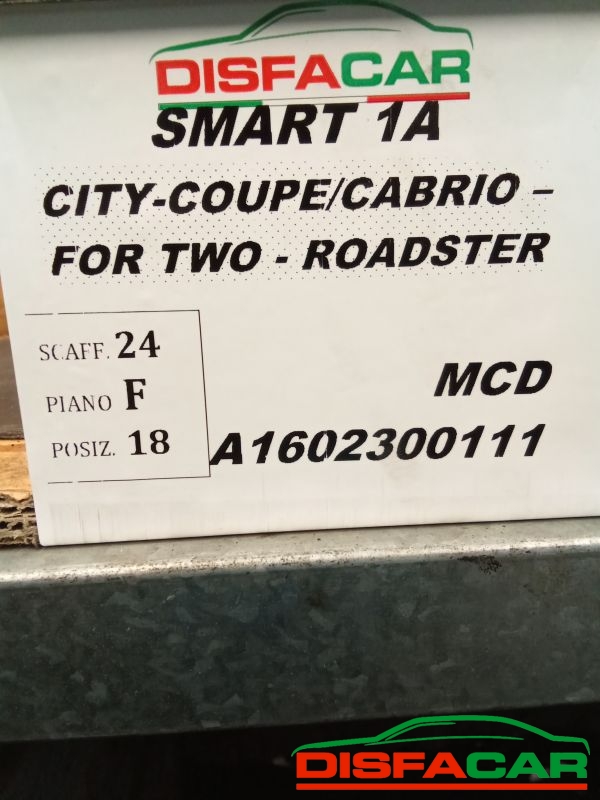 DISFACAR
SMART 1A
CITY-COUPE/CABRIO –
FOR TWO - ROADSTER
SCAFF. 24
PIANO F
POSIZ. 18
MCD
A1602300111
DISFACAR